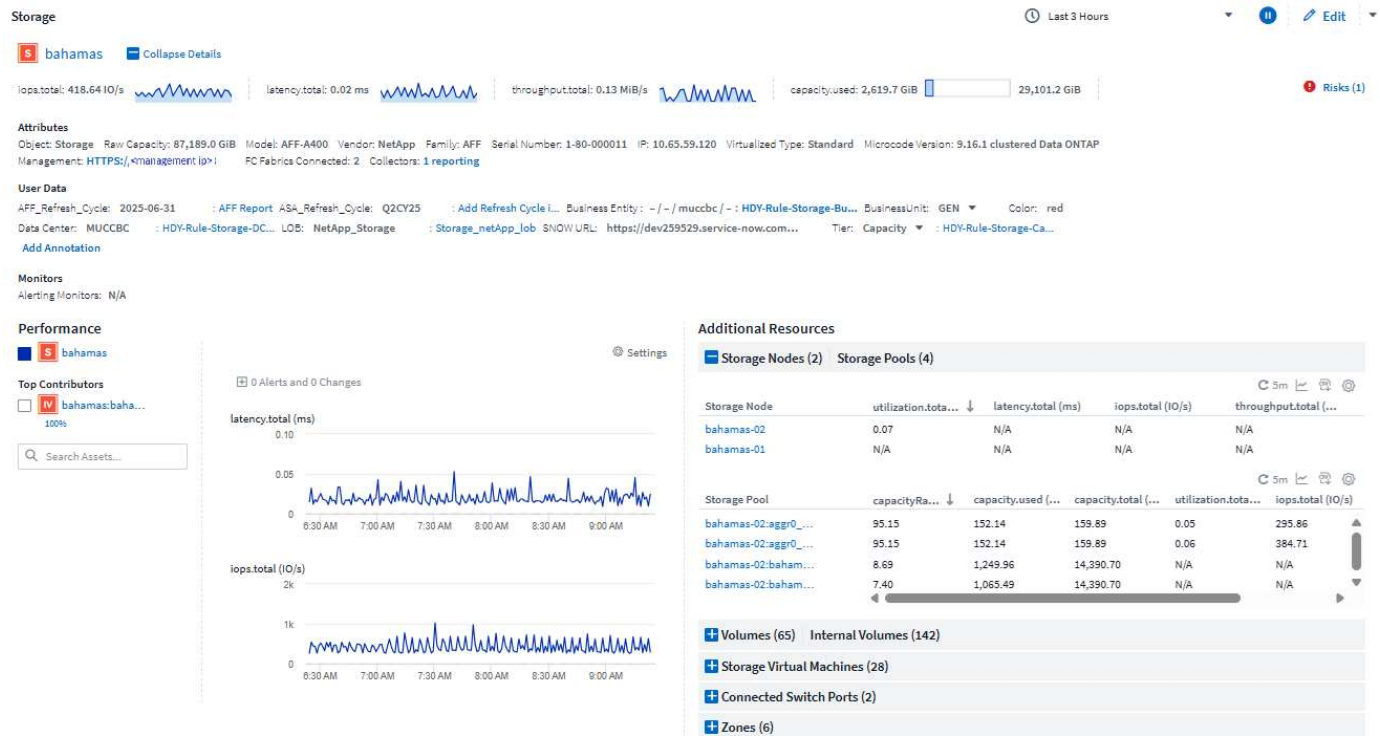 Storage
Last 3 Hours
Edit
S bahamas Collapse Details
iops.total: 418.64 IO/s latency.total: 0.02 ms throughput.total: 0.13 MiB/s capacity.used: 2,619.7 GiB 29,101.2 GiB Risks (1)
Attributes
Object: Storage Raw Capacity: 87,189.0 GiB Model: AFF-A400 Vendor: NetApp Family: AFF Serial Number: 1-80-000011 IP: 10.65.59.120 Virtualized Type: Standard Microcode Version: 9.16.1 clustered Data ONTAP
Management: HTTPS:/, <management ip> : FC Fabrics Connected: 2 Collectors: 1 reporting
User Data
AFF_Refresh_Cycle: 2025-06-31 : AFF Report ASA_Refresh_Cycle: Q2CY25 : Add Refresh Cycle i... Business Entity: – / – / muccbc / – : HDY-Rule-Storage-Bu... BusinessUnit: GEN Color: red
Data Center: MUCCBC : HDY-Rule-Storage-DC... LOB: NetApp_Storage : Storage_netApp_lob SNOW URL: https://dev259529.service-now.com... Tier: Capacity : HDY-Rule-Storage-Ca...
Add Annotation
Monitors
Alerting Monitors: N/A
Performance
S bahamas
Top Contributors
IV bahamas:baha...
100%
Search Assets...
Settings
0 Alerts and 0 Changes
latency.total (ms)
0.10
0.05
0
6:30 AM 7:00 AM 7:30 AM 8:00 AM 8:30 AM 9:00 AM
iops.total (IO/s)
2k
1k
0
6:30 AM 7:00 AM 7:30 AM 8:00 AM 8:30 AM 9:00 AM
Additional Resources
Storage Nodes (2) Storage Pools (4)
5m
Storage Node utilization.tota... latency.total (ms) iops.total (IO/s) throughput.total (...
bahamas-02 0.07 N/A N/A N/A
bahamas-01 N/A N/A N/A N/A
5m
Storage Pool capacityRa... capacity.used (... capacity.total (... utilization.tota... iops.total (IO/s)
bahamas-02:aggr0_... 95.15 152.14 159.89 0.05 295.86
bahamas-02:aggr0_... 95.15 152.14 159.89 0.06 384.71
bahamas-02:baham... 8.69 1,249.96 14,390.70 N/A N/A
bahamas-02:baham... 7.40 1,065.49 14,390.70 N/A N/A
Volumes (65) Internal Volumes (142)
Storage Virtual Machines (28)
Connected Switch Ports (2)
Zones (6)